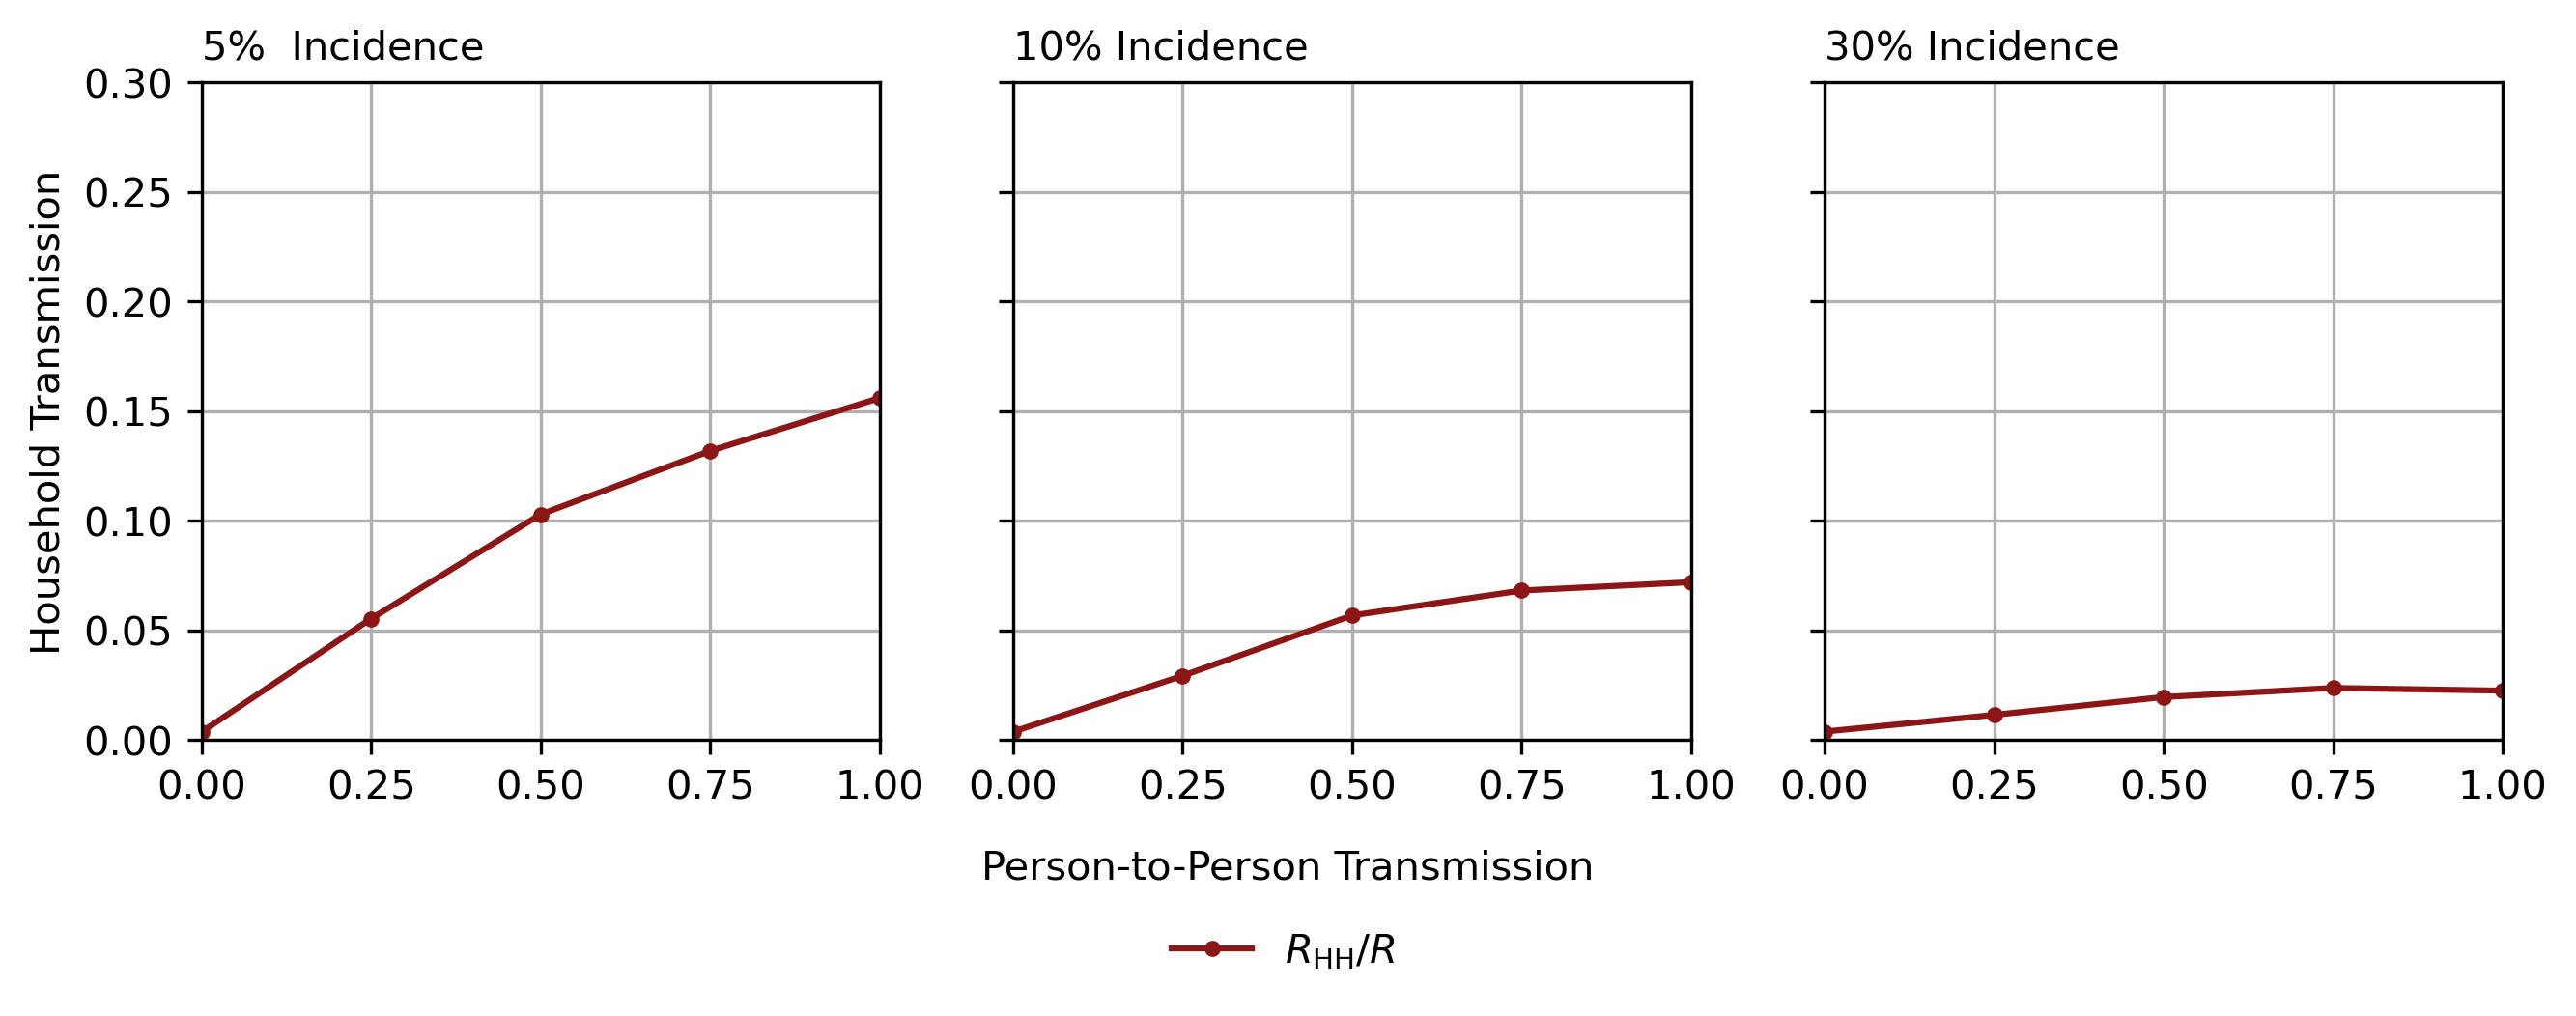 5%  Incidence
10% Incidence
30% Incidence
0.30
0.25
0.20
0.15
0.10
0.05
0.00
Household Transmission
0.00 0.25 0.50 0.75 1.00
0.00 0.25 0.50 0.75 1.00
0.00 0.25 0.50 0.75 1.00
Person-to-Person Transmission
R_HH/R